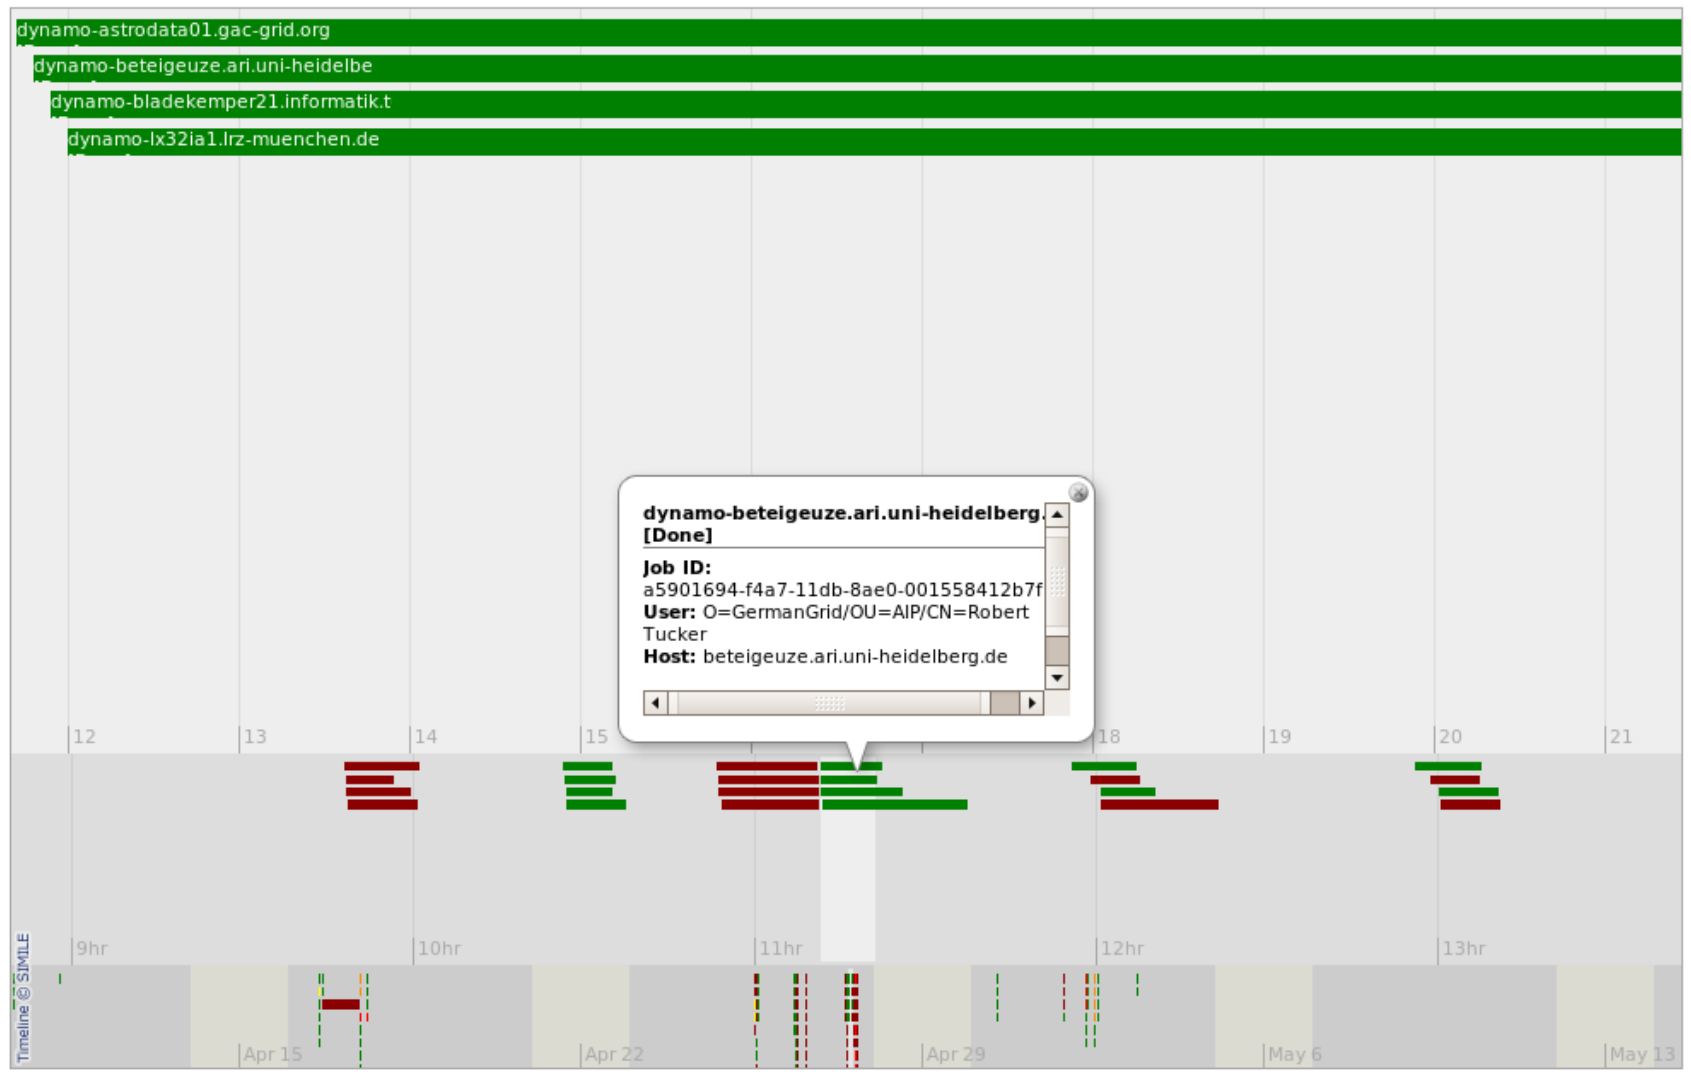 dynamo-astrodata01.gac-grid.org
dynamo-beteigeuze.ari.uni-heidelbe
dynamo-bladekemper21.informatik.t
dynamo-lx32ia1.lrz-muenchen.de
dynamo-beteigeuze.ari.uni-heidelberg.
[Done]
Job ID:
a5901694-f4a7-11db-8ae0-001558412b7f
User: O=GermanGrid/OU=AIP/CN=Robert
Tucker
Host: beteigeuze.ari.uni-heidelberg.de
12 13 14 15 18 19 20 21
9hr 10hr 11hr 12hr 13hr
Timeline © SIMILE
Apr 15 Apr 22 Apr 29 May 6 May 13